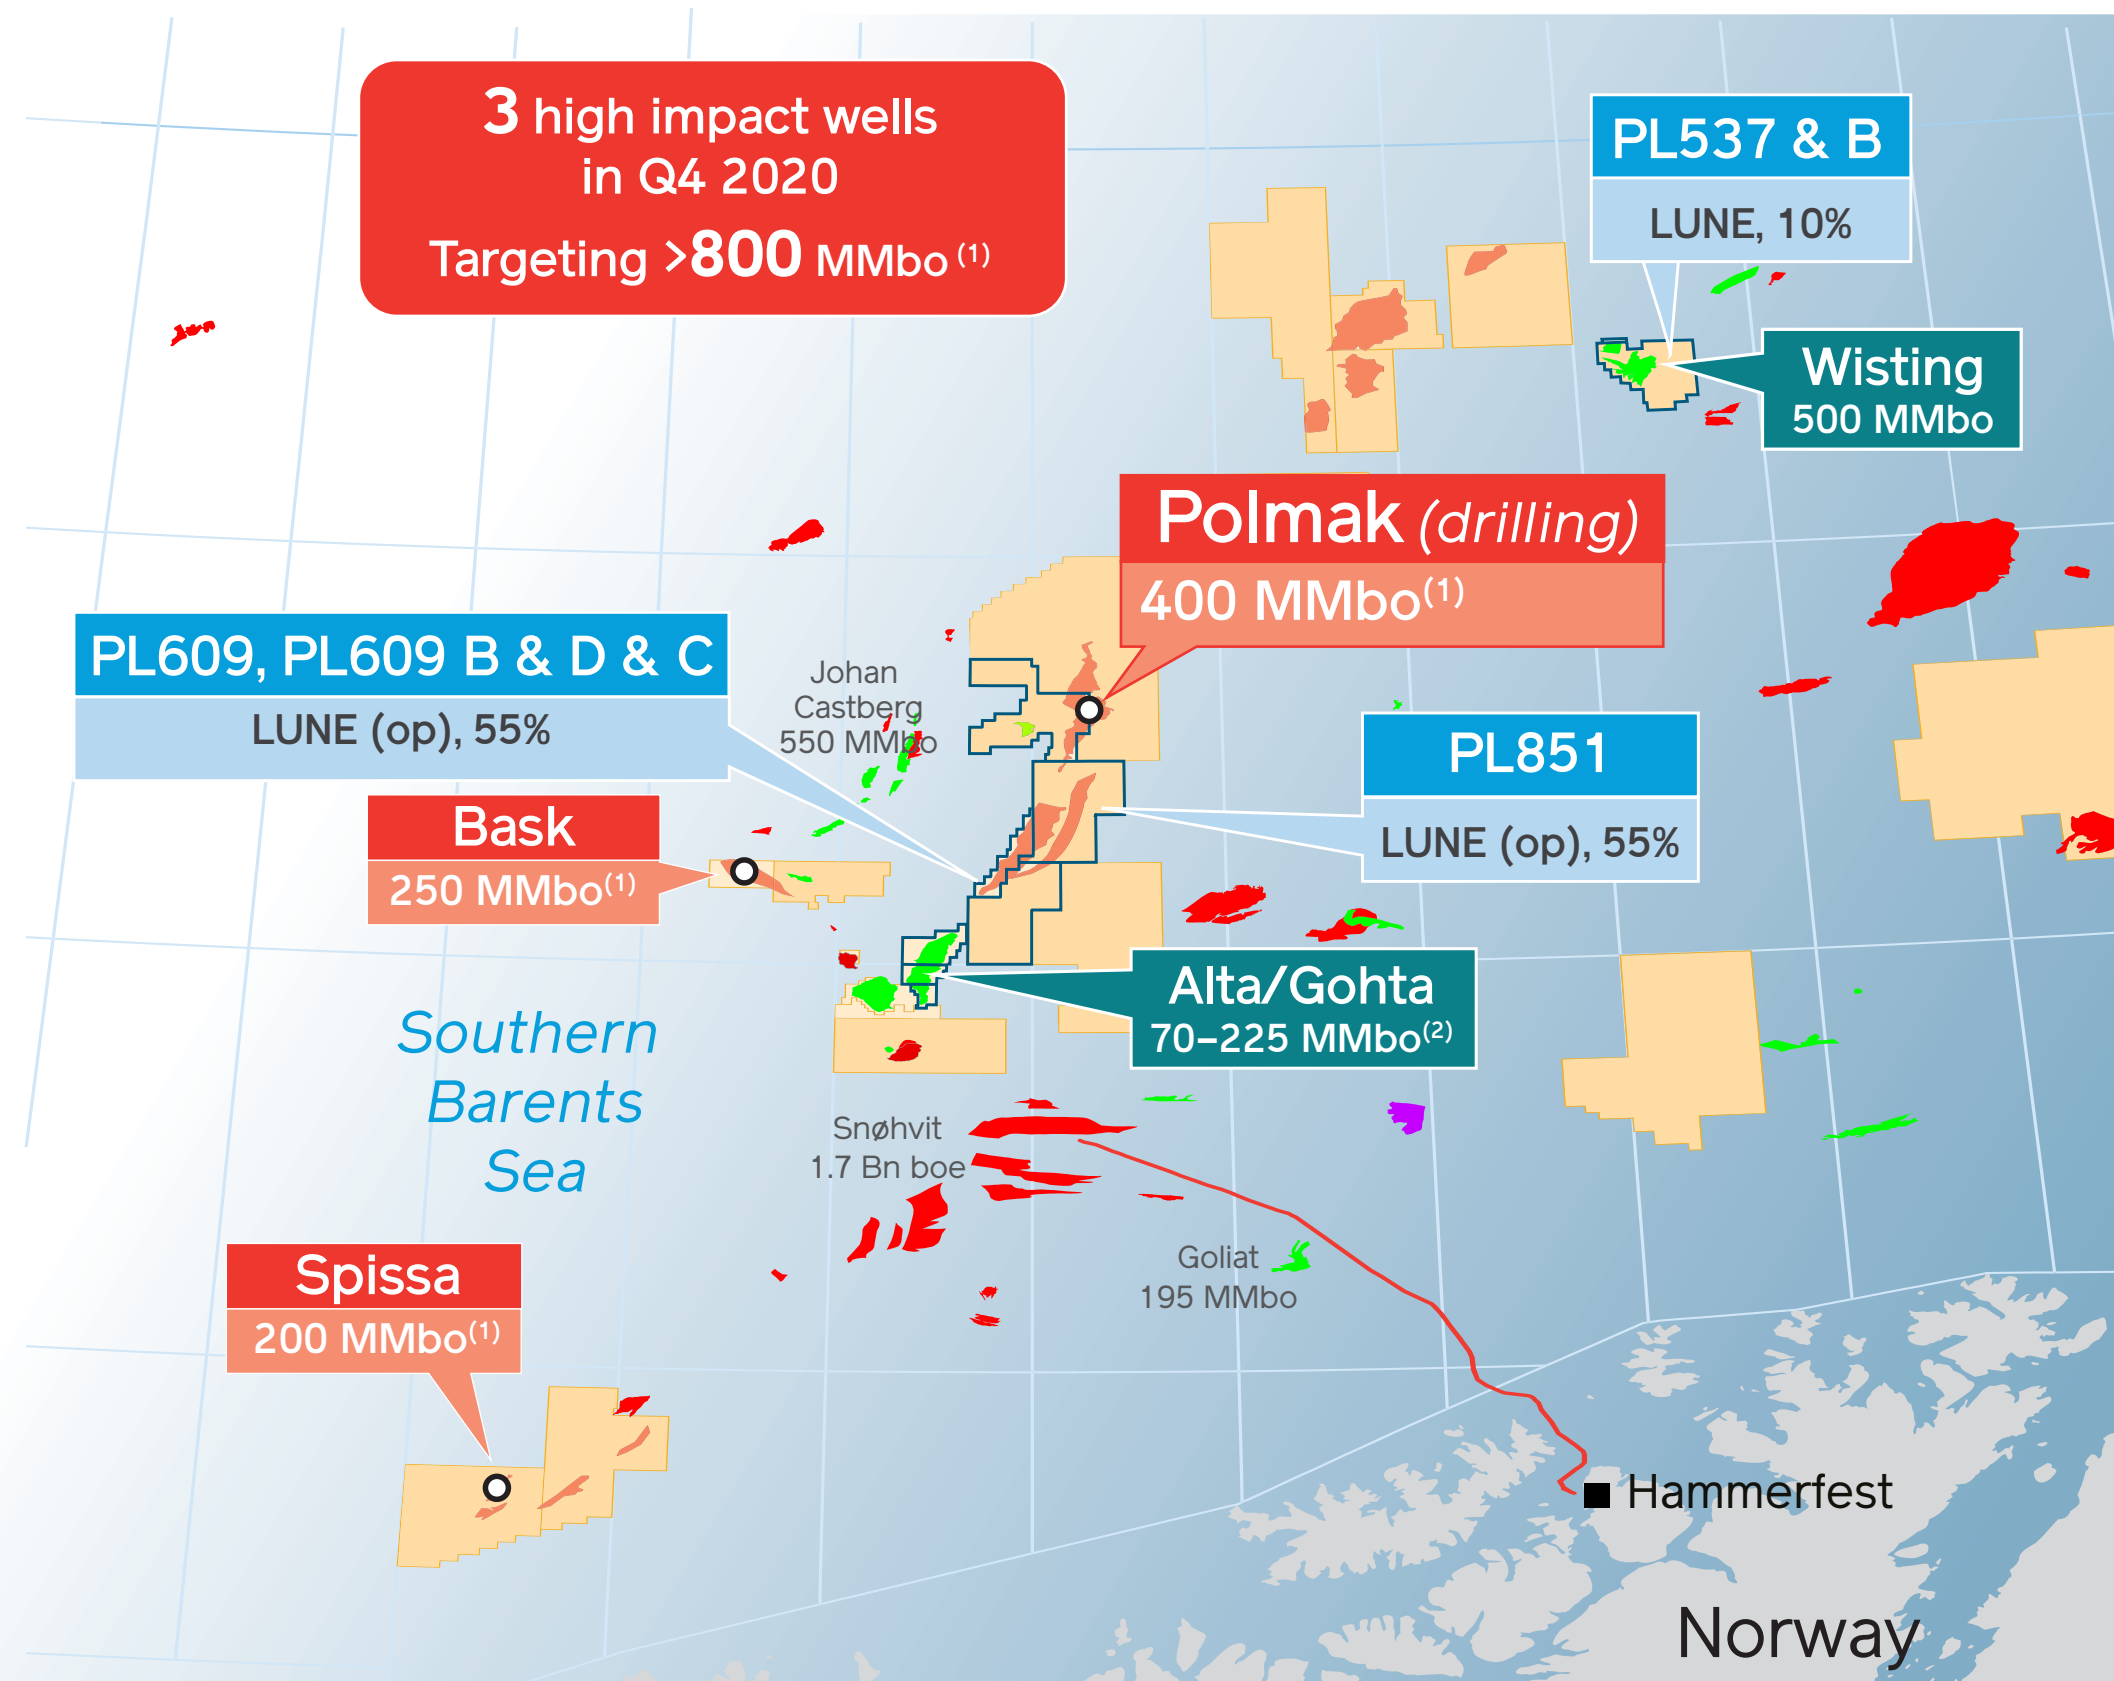 3 high impact wells
in Q4 2020
Targeting >800 MMbo (1)
PL537 & B
LUNE, 10%
Wisting
500 MMbo
Polmak (drilling)
400 MMbo(1)
PL609, PL609 B & D & C
LUNE (op), 55%
Johan
Castberg
550 MMbo
PL851
LUNE (op), 55%
Bask
250 MMbo(1)
Alta/Gohta
70–225 MMbo(2)
Southern
Barents
Sea
Snøhvit
1.7 Bn boe
Goliat
195 MMbo
Spissa
200 MMbo(1)
Hammerfest
Norway